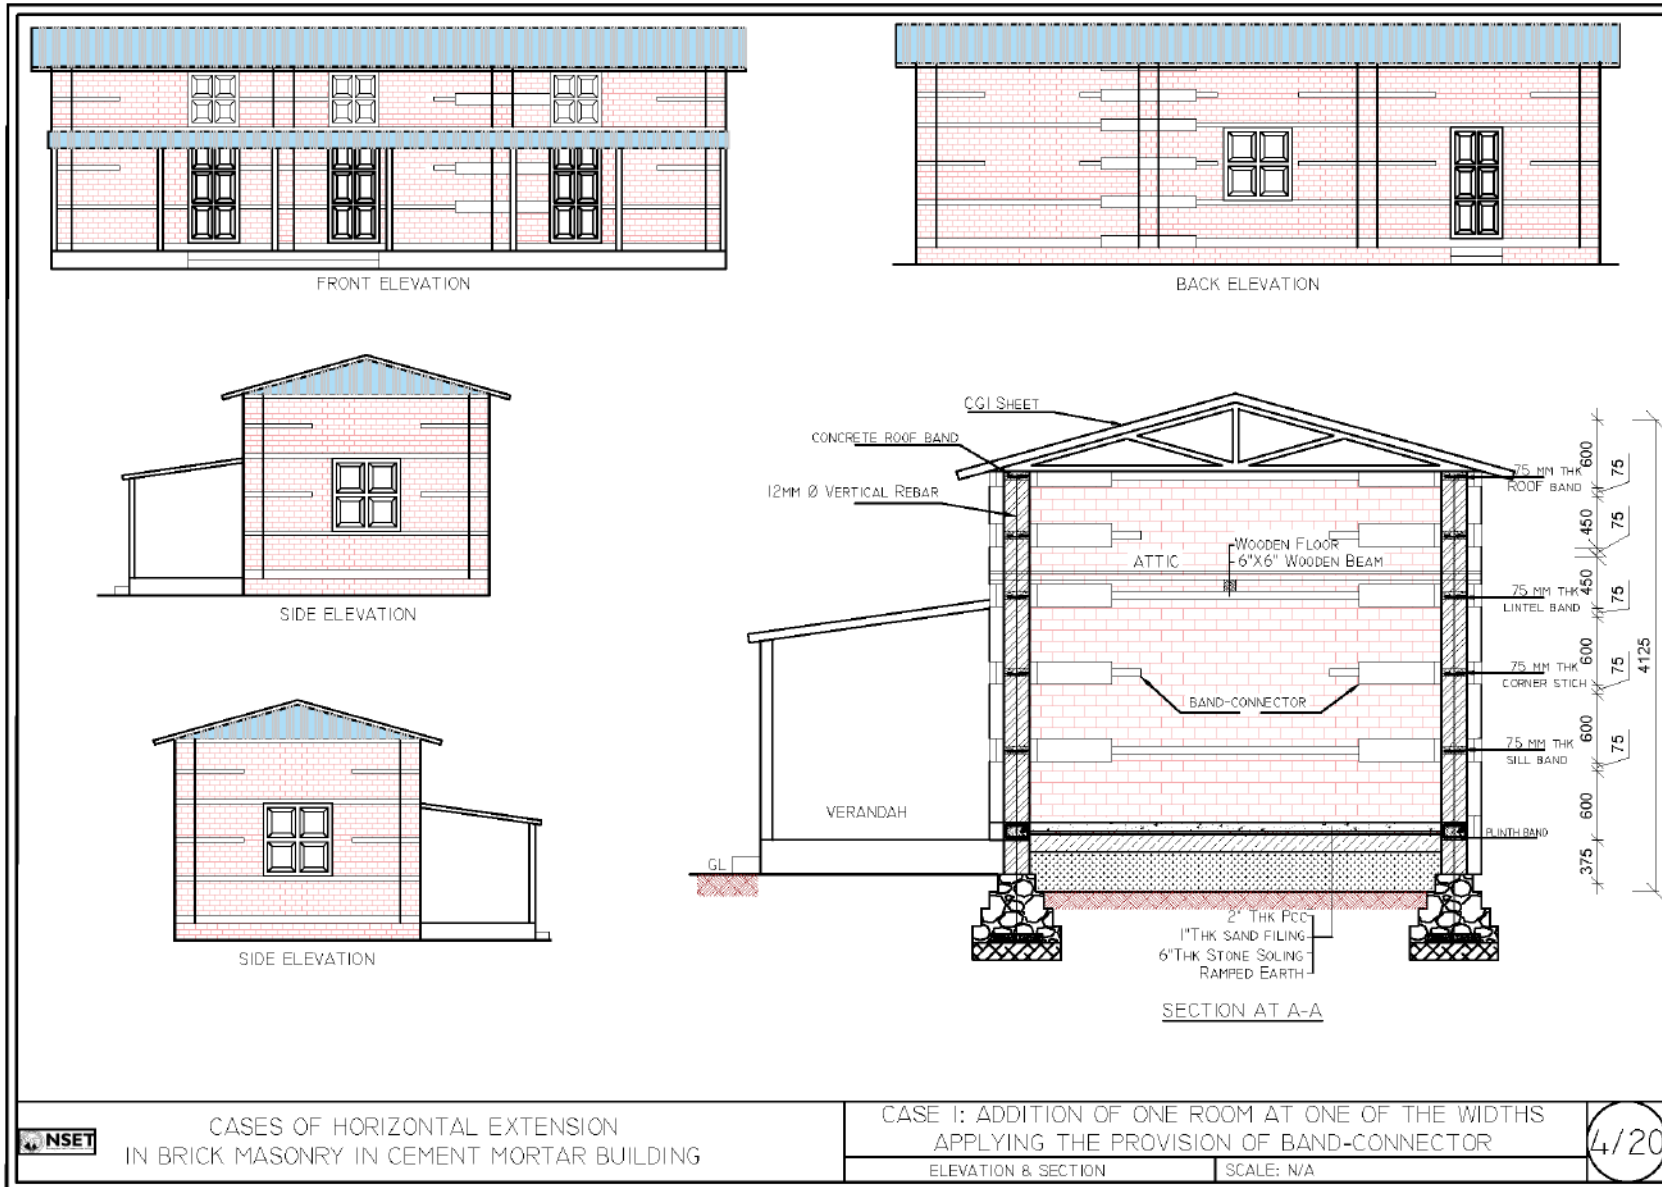 FRONT ELEVATION
BACK ELEVATION
SIDE ELEVATION
SIDE ELEVATION
CGI SHEET
CONCRETE ROOF BAND
12MM Ø VERTICAL REBAR
ATTIC
WOODEN FLOOR
6"X6" WOODEN BEAM
BAND-CONNECTOR
VERANDAH
GL
75 MM THK
ROOF BAND
75 MM THK
LINTEL BAND
75 MM THK
CORNER STICH
75 MM THK
SILL BAND
PLINTH BAND
600
75
450
75
450
75
600
75
600
75
600
375
4125
2" THK PCC
1"THK SAND FILING
6"THK STONE SOLING
RAMPED EARTH
SECTION AT A-A
NSET
CASES OF HORIZONTAL EXTENSION
IN BRICK MASONRY IN CEMENT MORTAR BUILDING
CASE 1: ADDITION OF ONE ROOM AT ONE OF THE WIDTHS
APPLYING THE PROVISION OF BAND-CONNECTOR
ELEVATION & SECTION
SCALE: N/A
4/20